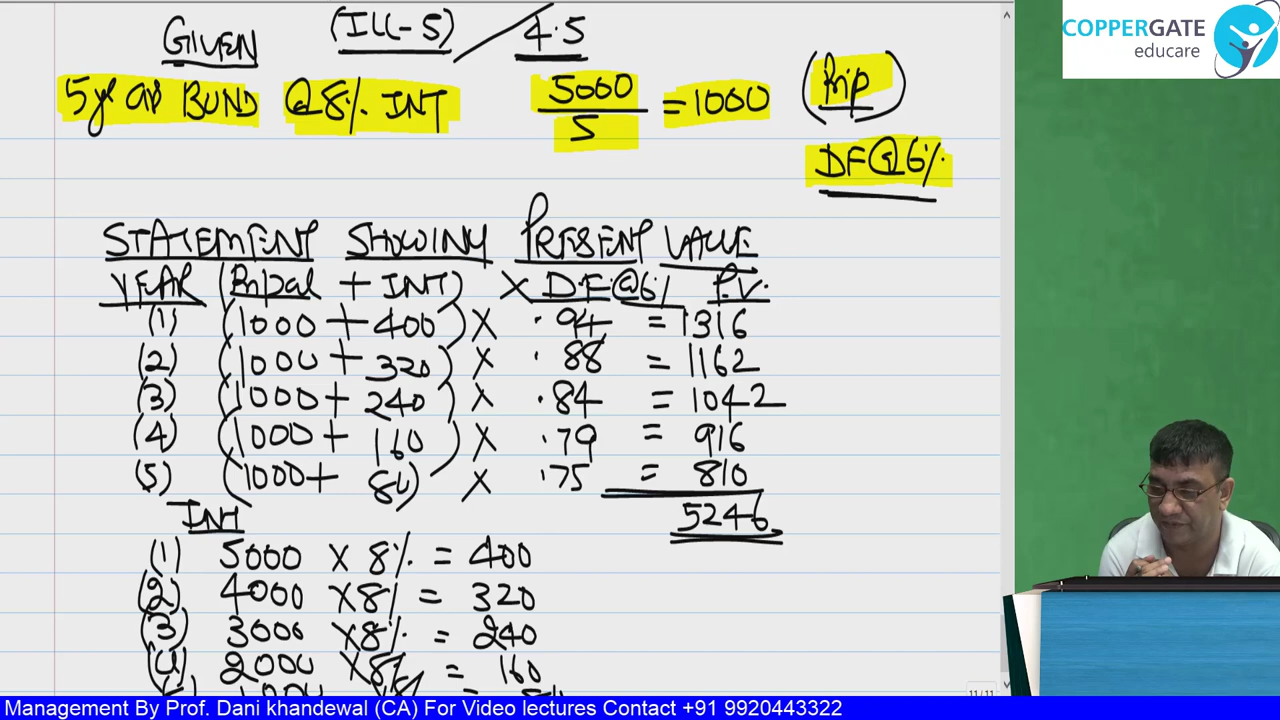 GIVEN (ILL-5) / 4.5
5 yr BOND @8% INT 5000/5 = 1000 (Prip)
DF@6%
STATEMENT SHOWING PRESENT VALUE
YEAR (Pripal + INT) X DF@6% P.V.
(1) (1000 + 400) X .94 = 1316
(2) (1000 + 320) X .88 = 1162
(3) (1000 + 240) X .84 = 1042
(4) (1000 + 160) X .79 = 916
(5) (1000 + 80) X .75 = 810
5246
INT
(1) 5000 X 8% = 400
(2) 4000 X 8% = 320
(3) 3000 X 8% = 240
(4) 2000 X 8% = 160
COPPERGATE
educare
11/11
Management By Prof. Dani khandewal (CA) For Video lectures Contact +91 9920443322